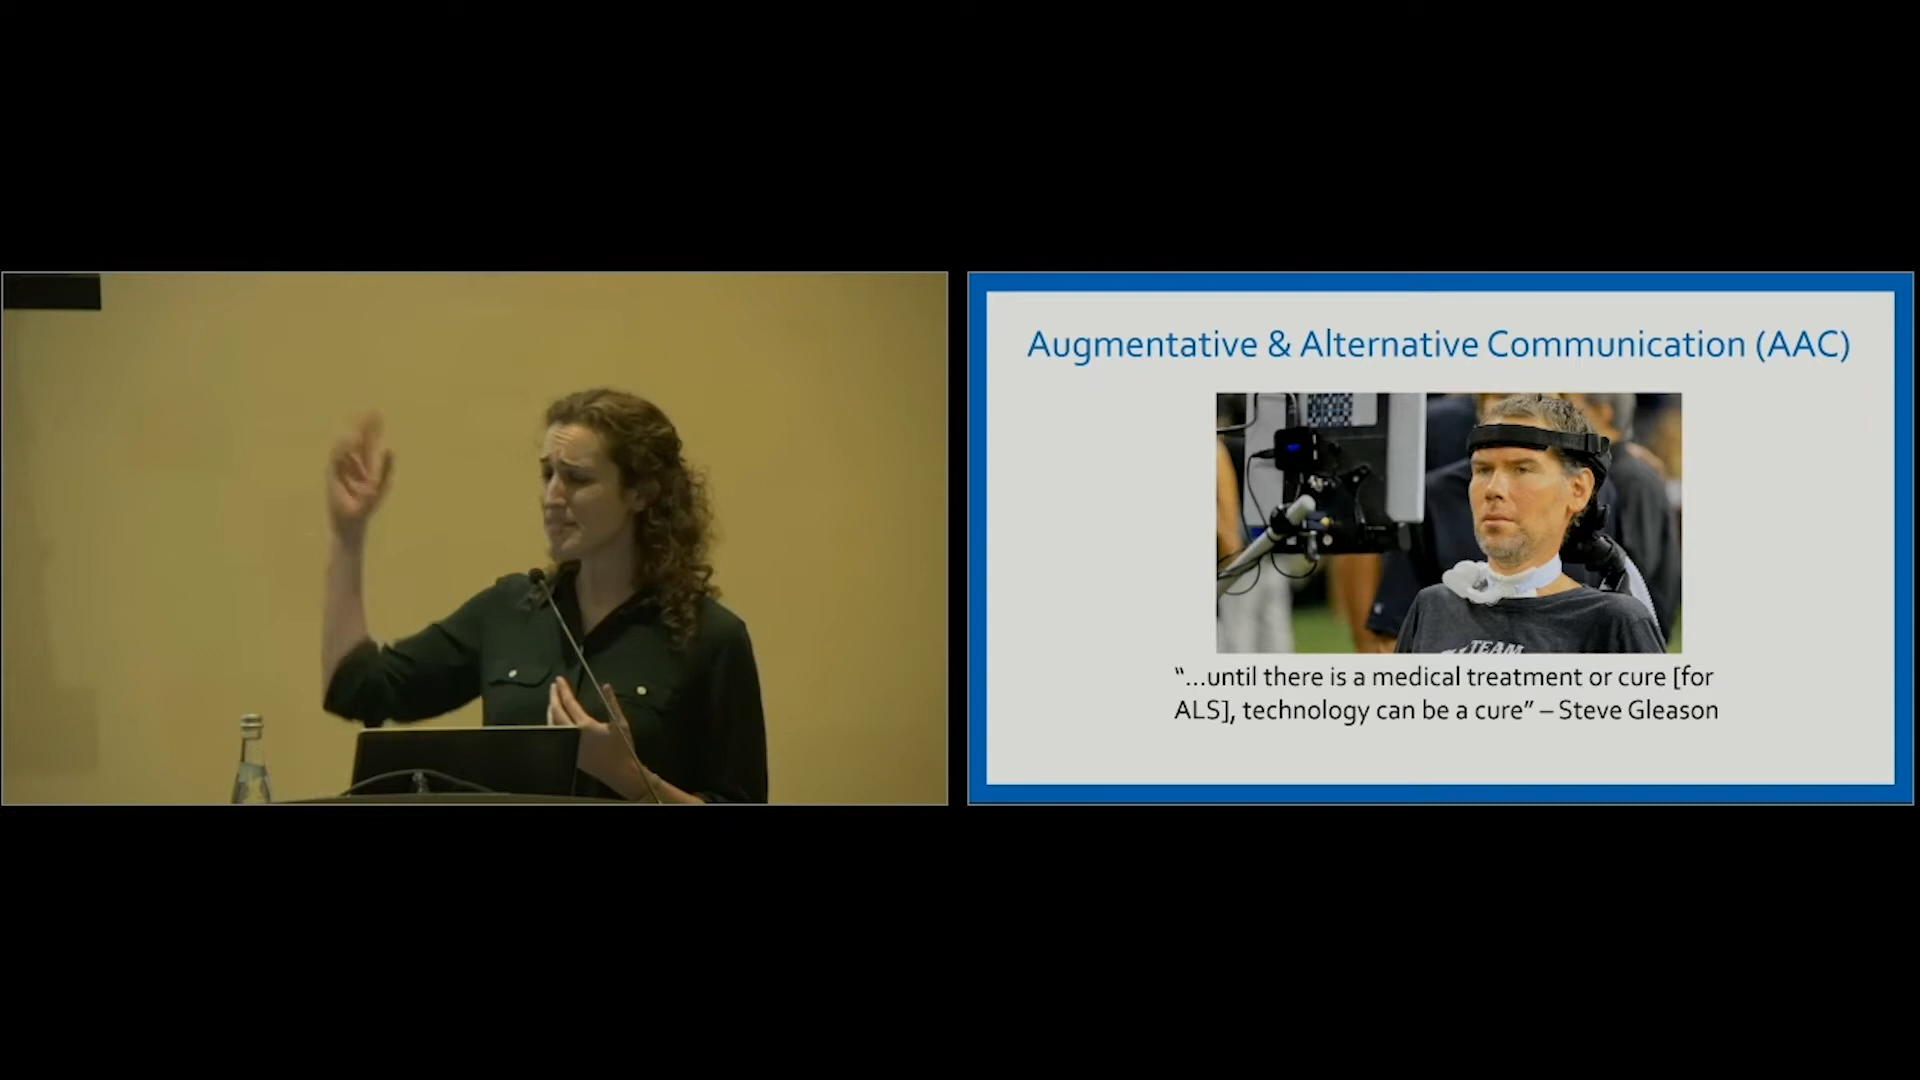 Augmentative & Alternative Communication (AAC)
TEAM
“...until there is a medical treatment or cure [for
ALS], technology can be a cure” – Steve Gleason